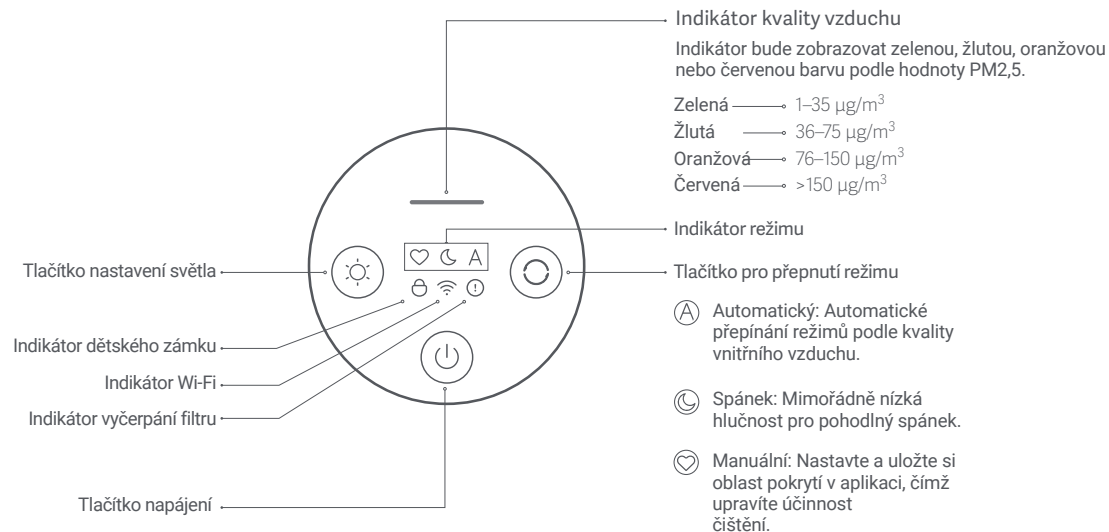 Indikátor kvality vzduchu
Indikátor bude zobrazovat zelenou, žlutou, oranžovou
nebo červenou barvu podle hodnoty PM2,5.
Zelená 1–35 μg/m³
Žlutá 36–75 μg/m³
Oranžová 76–150 μg/m³
Červená >150 μg/m³
Indikátor režimu
Tlačítko pro přepnutí režimu
A Automatický: Automatické
přepínání režimů podle kvality
vnitřního vzduchu.
Spánek: Mimořádně nízká
hlučnost pro pohodlný spánek.
Manuální: Nastavte a uložte si
oblast pokrytí v aplikaci, čímž
upravíte účinnost
čištění.
A
Tlačítko nastavení světla
Indikátor dětského zámku
Indikátor Wi-Fi
Indikátor vyčerpání filtru
Tlačítko napájení